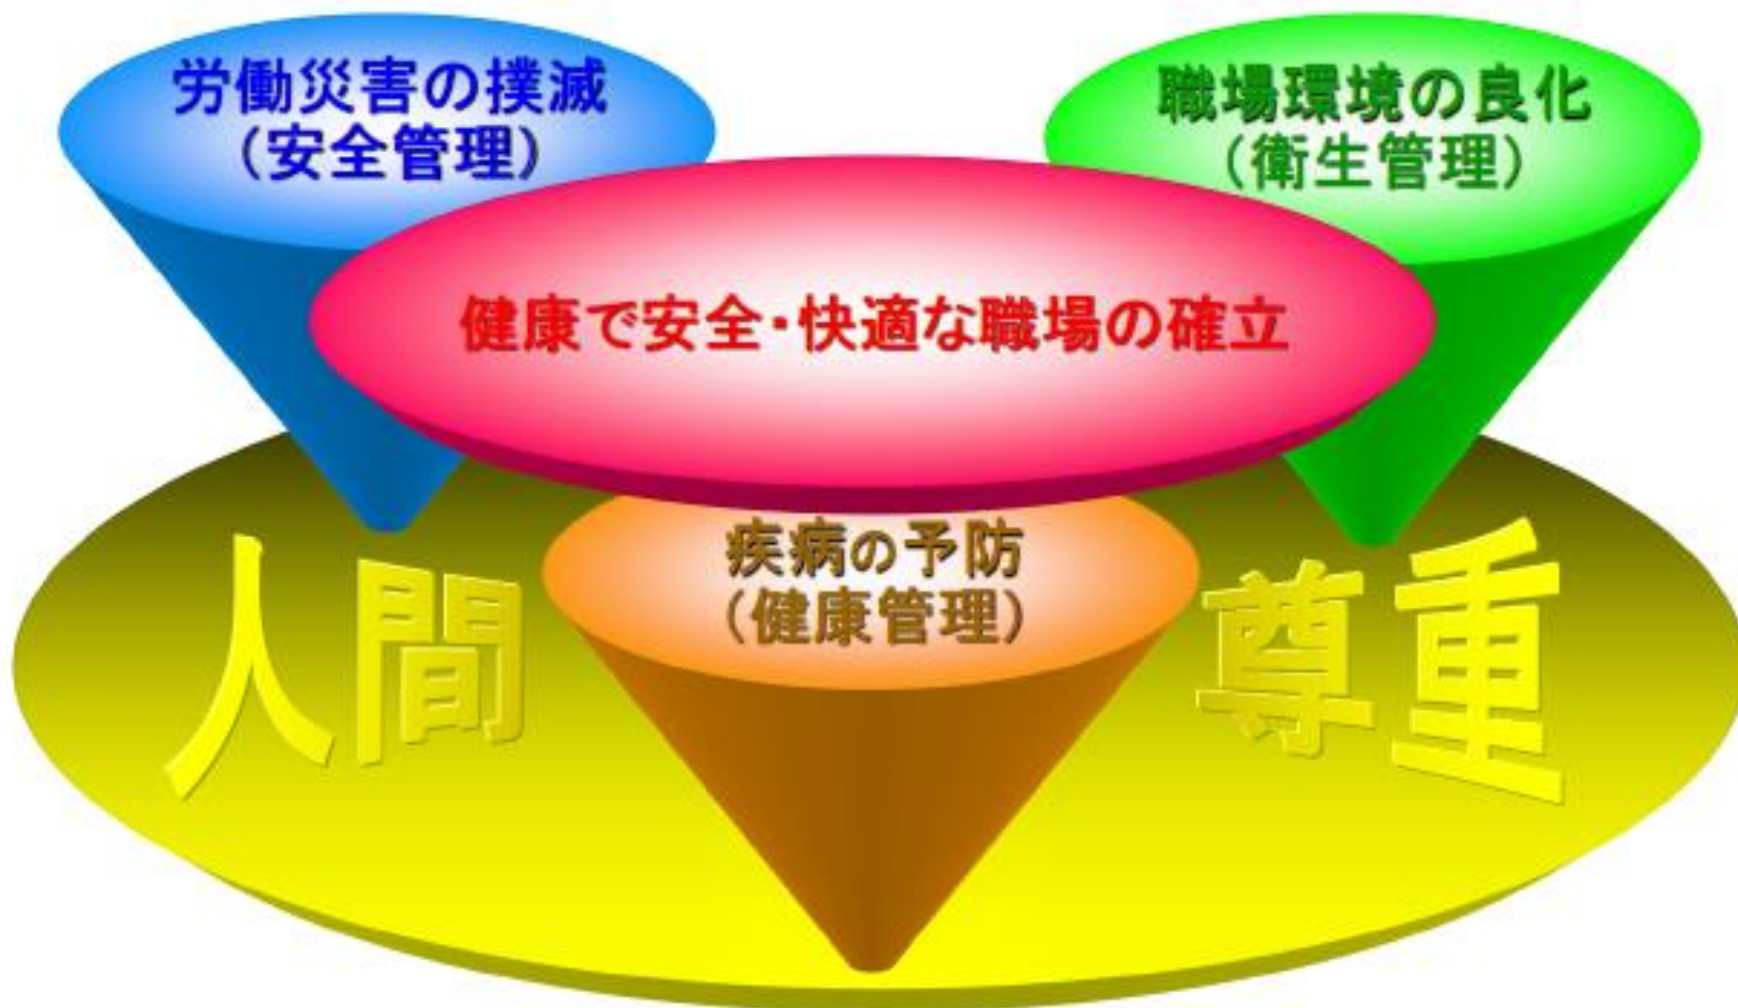 労働災害の撲滅
(安全管理)
職場環境の良化
(衛生管理)
健康で安全・快適な職場の確立
疾病の予防
(健康管理)
人間
尊重